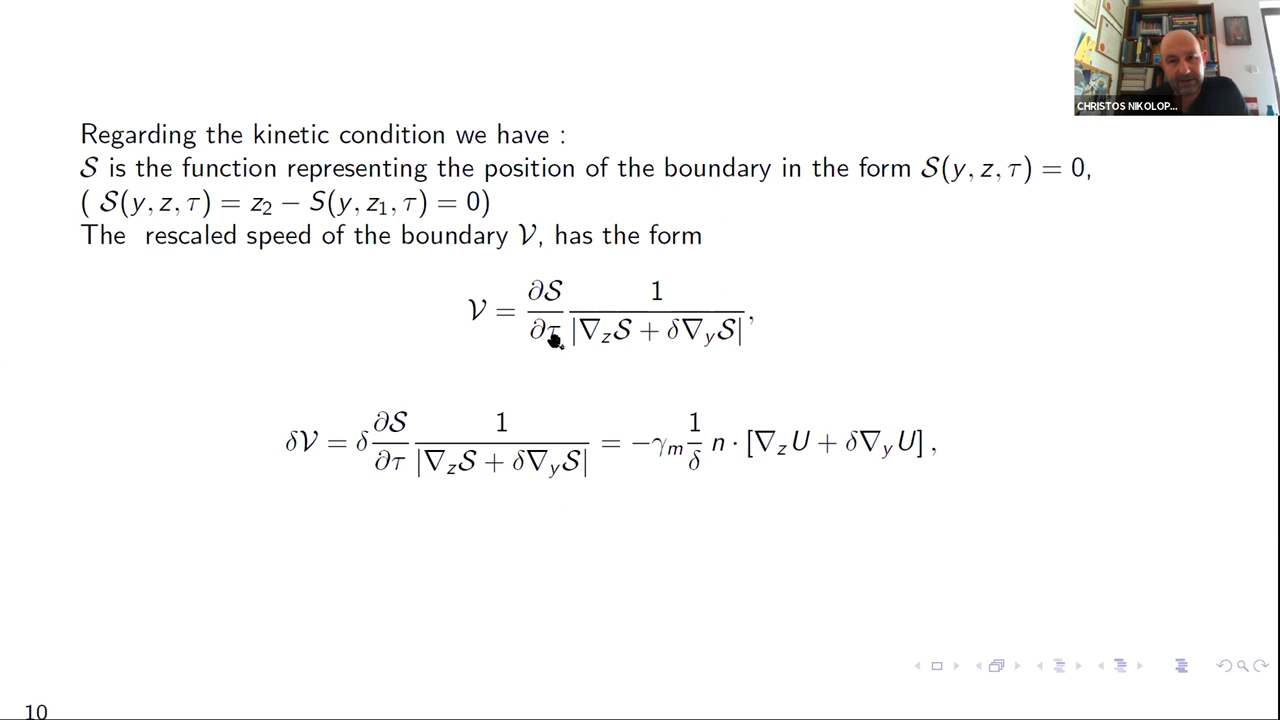 CHRISTOS NIKOLOP...
Regarding the kinetic condition we have :
𝒮 is the function representing the position of the boundary in the form 𝒮(y, z, τ) = 0,
( 𝒮(y, z, τ) = z₂ − S(y, z₁, τ) = 0)
The rescaled speed of the boundary 𝒱, has the form
𝒱 = ∂𝒮/∂τ 1/|∇_z𝒮 + δ∇_y𝒮|,
δ𝒱 = δ ∂𝒮/∂τ 1/|∇_z𝒮 + δ∇_y𝒮| = −γ_m 1/δ n · [∇_zU + δ∇_yU] ,
10